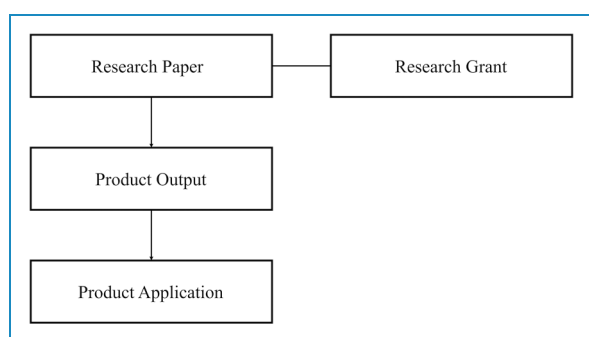 Research Paper
Research Grant
Product Output
Product Application